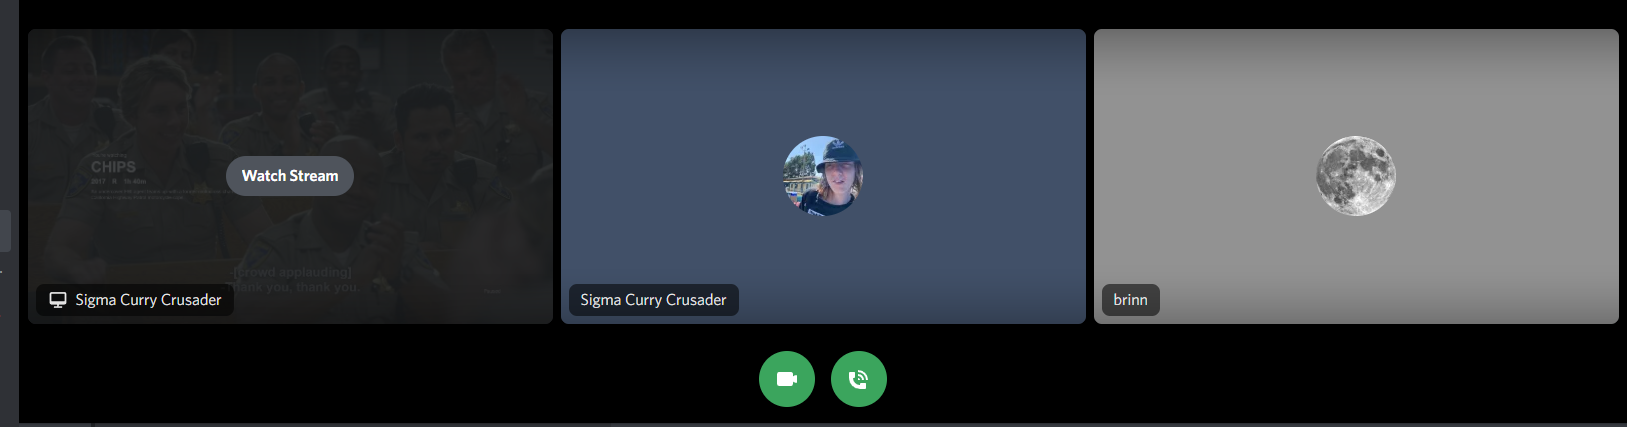 CHIPS
2017 R 1h 40m
Watch Stream
-[crowd applauding]
Thank you, thank you.
Sigma Curry Crusader
Sigma Curry Crusader
brinn